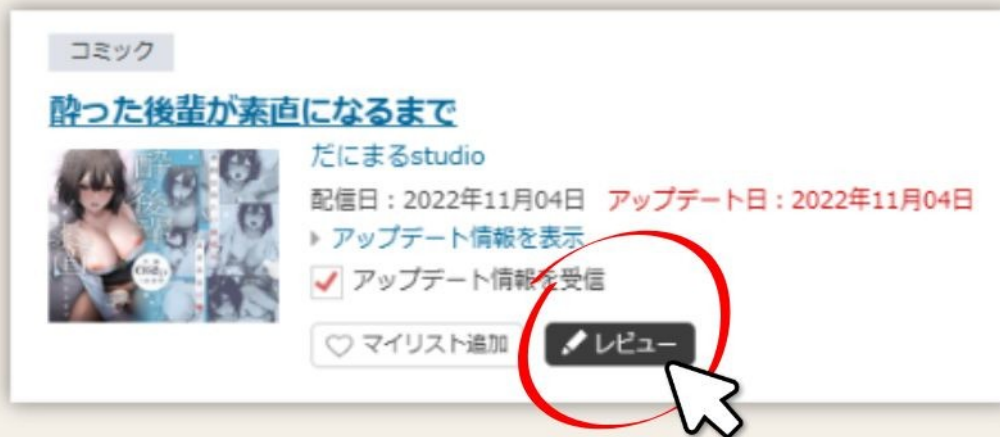 コミック
酔った後輩が素直になるまで
だにまるstudio
配信日：2022年11月04日 アップデート日：2022年11月04日
アップデート情報を表示
アップデート情報を受信
マイリスト追加 レビュー